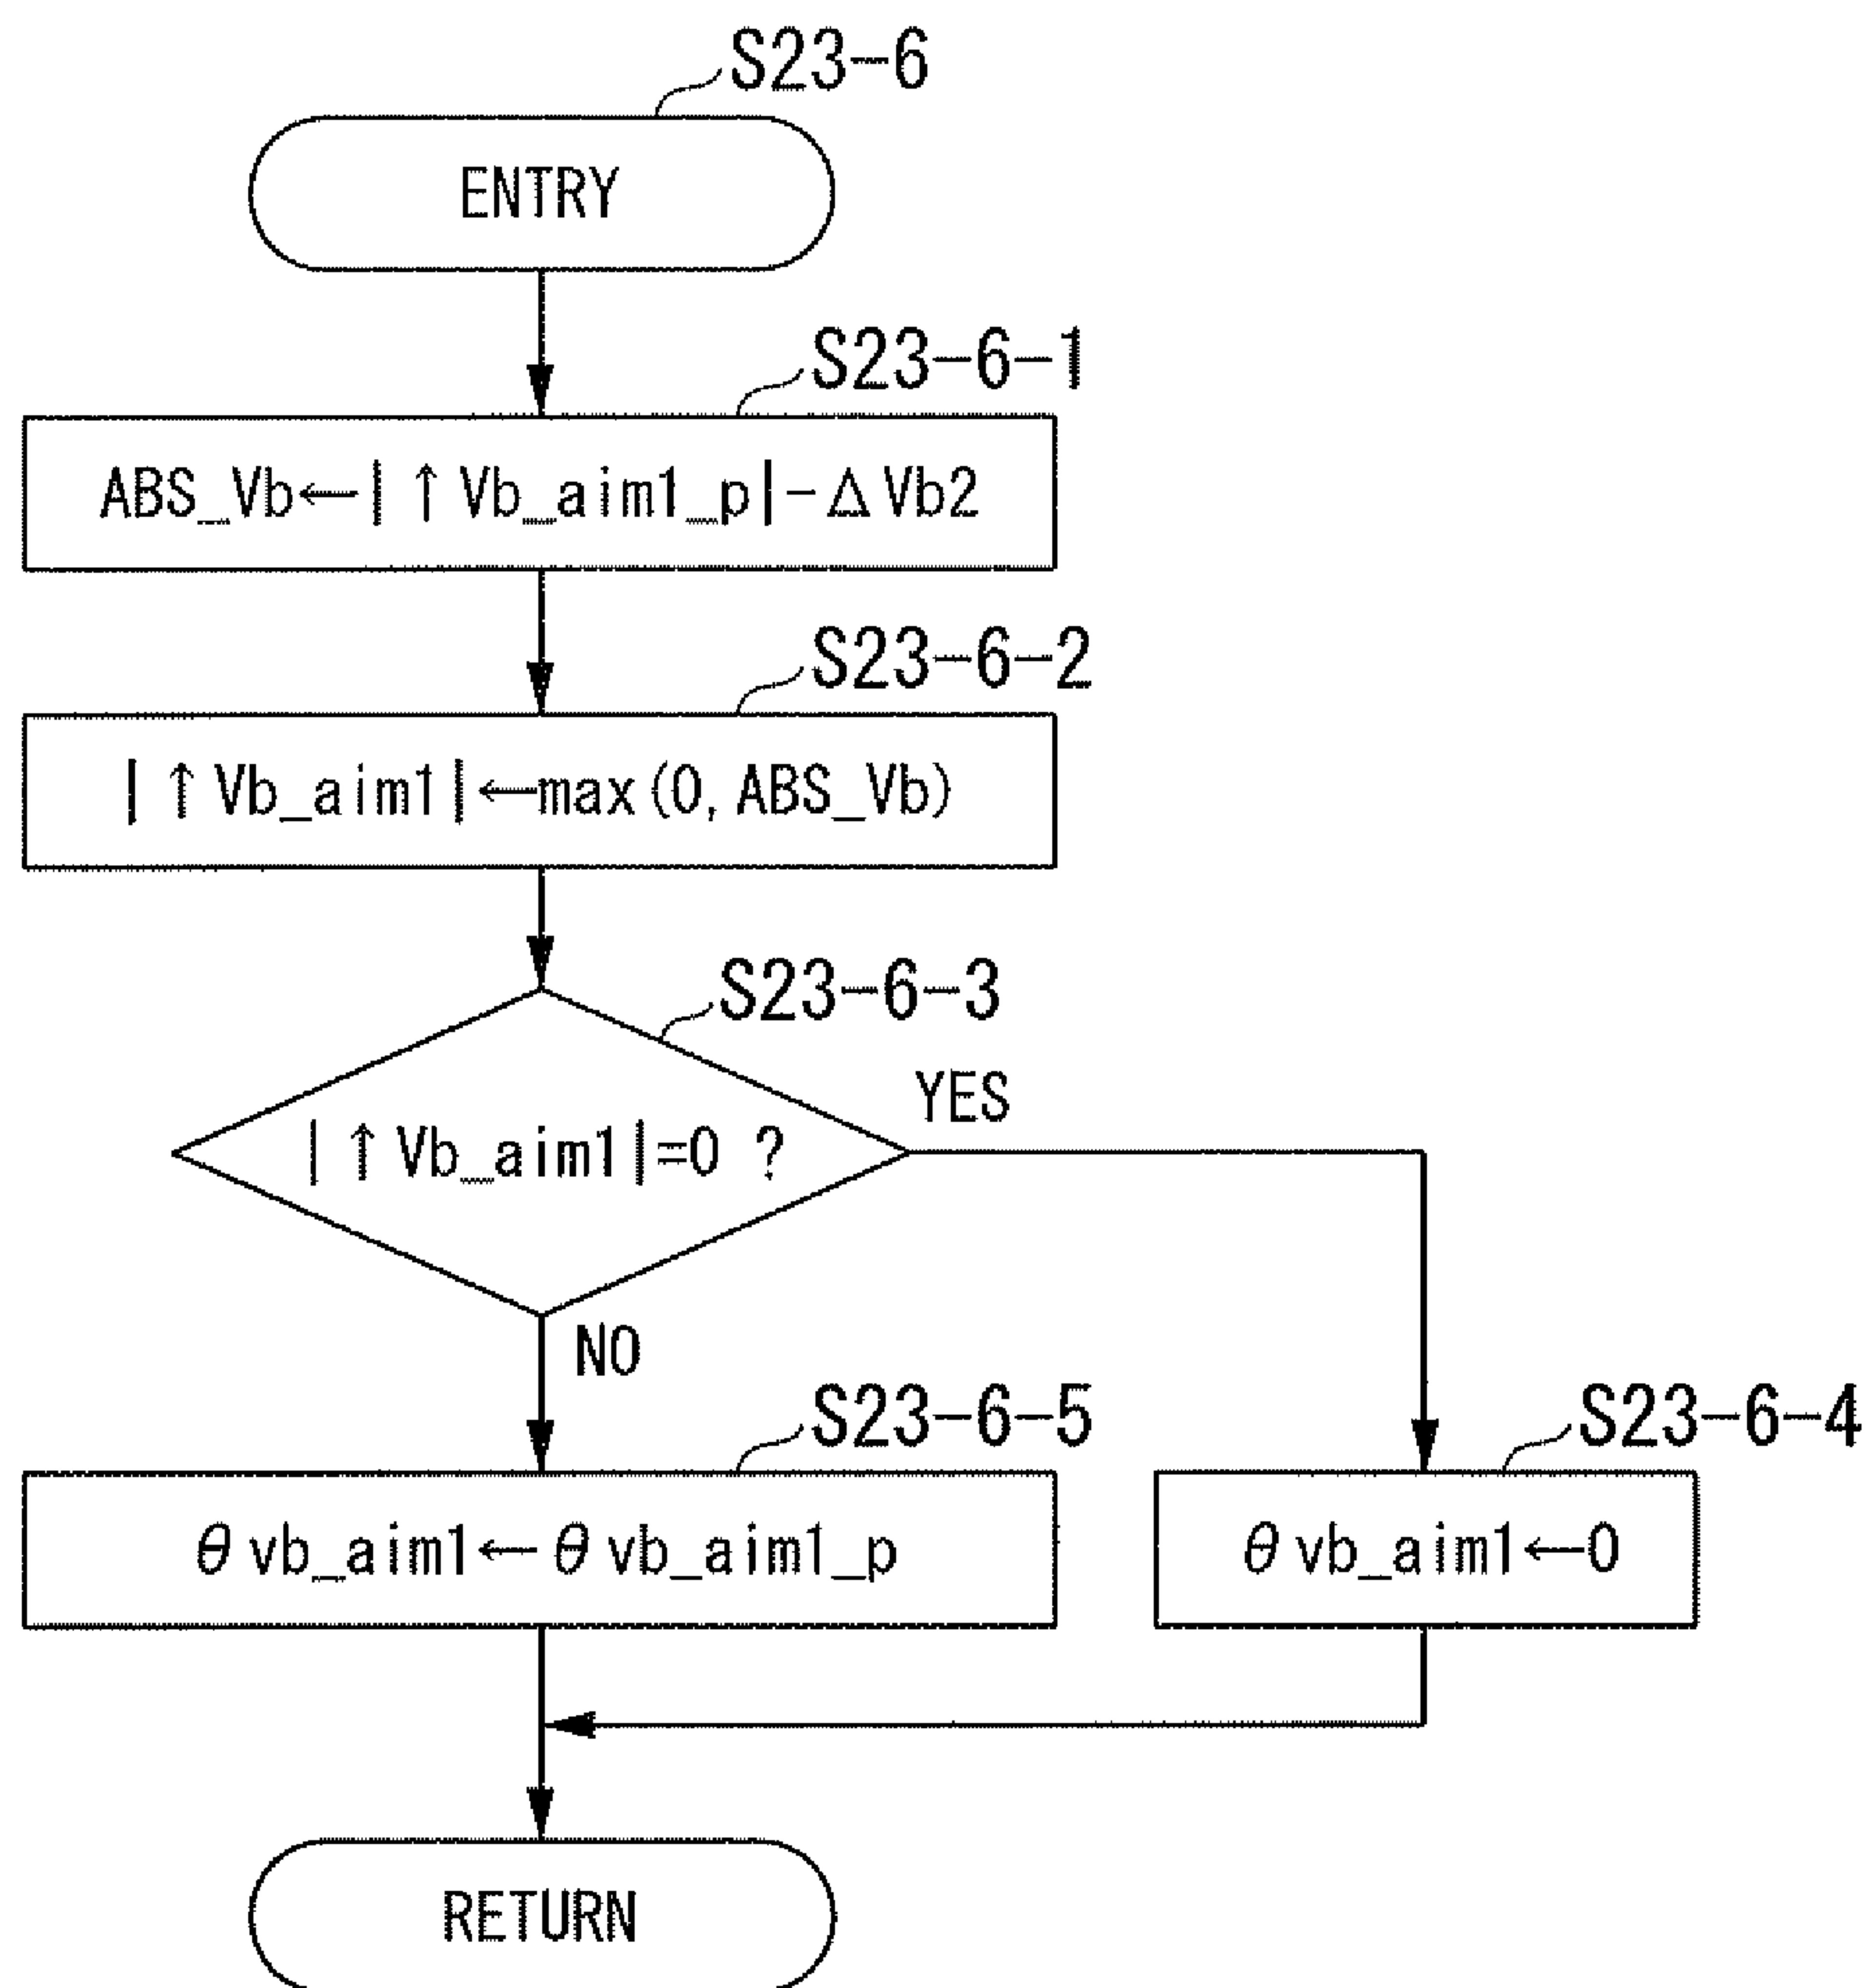 S23-6
ENTRY
S23-6-1
ABS_Vb←|↑Vb_aim1_p|-ΔVb2
S23-6-2
|↑Vb_aim1|←max(0,ABS_Vb)
S23-6-3
|↑Vb_aim1|=0 ?
YES
NO
S23-6-5
θvb_aim1←θvb_aim1_p
S23-6-4
θvb_aim1←0
RETURN